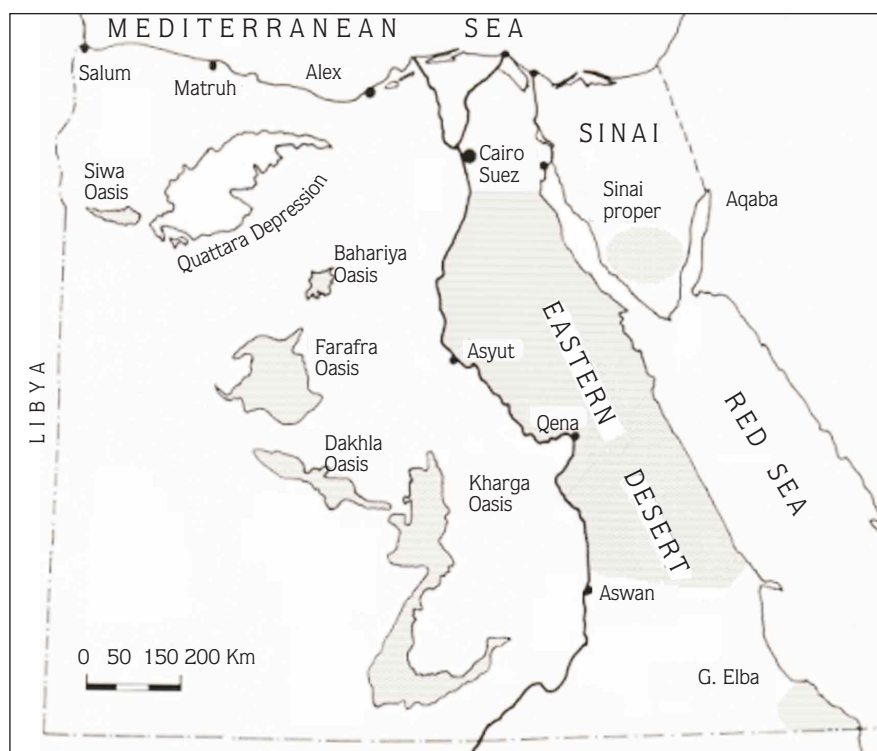 MEDITERRANEAN SEA
Salum
Matruh
Alex
SINAI
Cairo
Suez
Siwa
Oasis
Sinai
proper
Aqaba
Quattara Depression
Bahariya
Oasis
EASTERN
DESERT
Farafra
Oasis
Asyut
LIBYA
RED SEA
Qena
Dakhla
Oasis
Kharga
Oasis
Aswan
0 50 150 200 Km
G. Elba